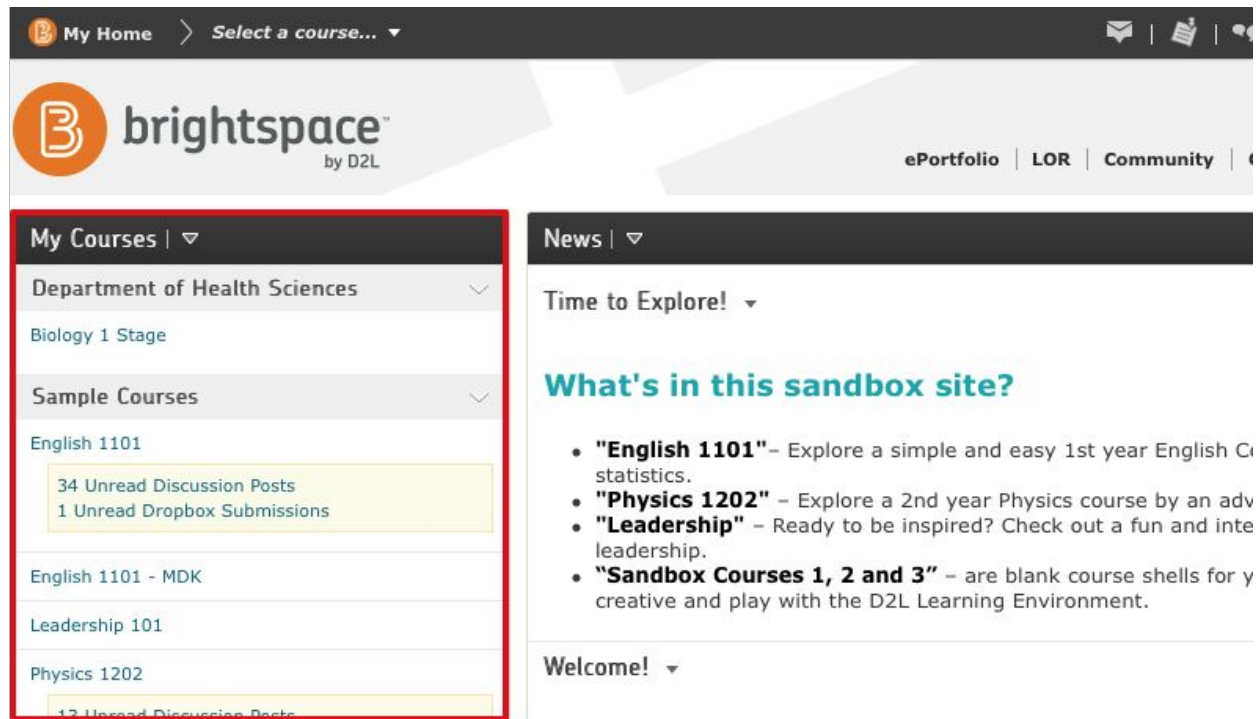 My Home
Select a course...
brightspace™
by D2L
ePortfolio | LOR | Community |
My Courses |
Department of Health Sciences
Biology 1 Stage
Sample Courses
English 1101
34 Unread Discussion Posts
1 Unread Dropbox Submissions
English 1101 - MDK
Leadership 101
Physics 1202
13 Unread Discussion Posts
News |
Time to Explore!
What's in this sandbox site?
• "English 1101"– Explore a simple and easy 1st year English
statistics.
• "Physics 1202" – Explore a 2nd year Physics course by an
• "Leadership" – Ready to be inspired? Check out a fun and
leadership.
• “Sandbox Courses 1, 2 and 3” – are blank course shells for
creative and play with the D2L Learning Environment.
Welcome!